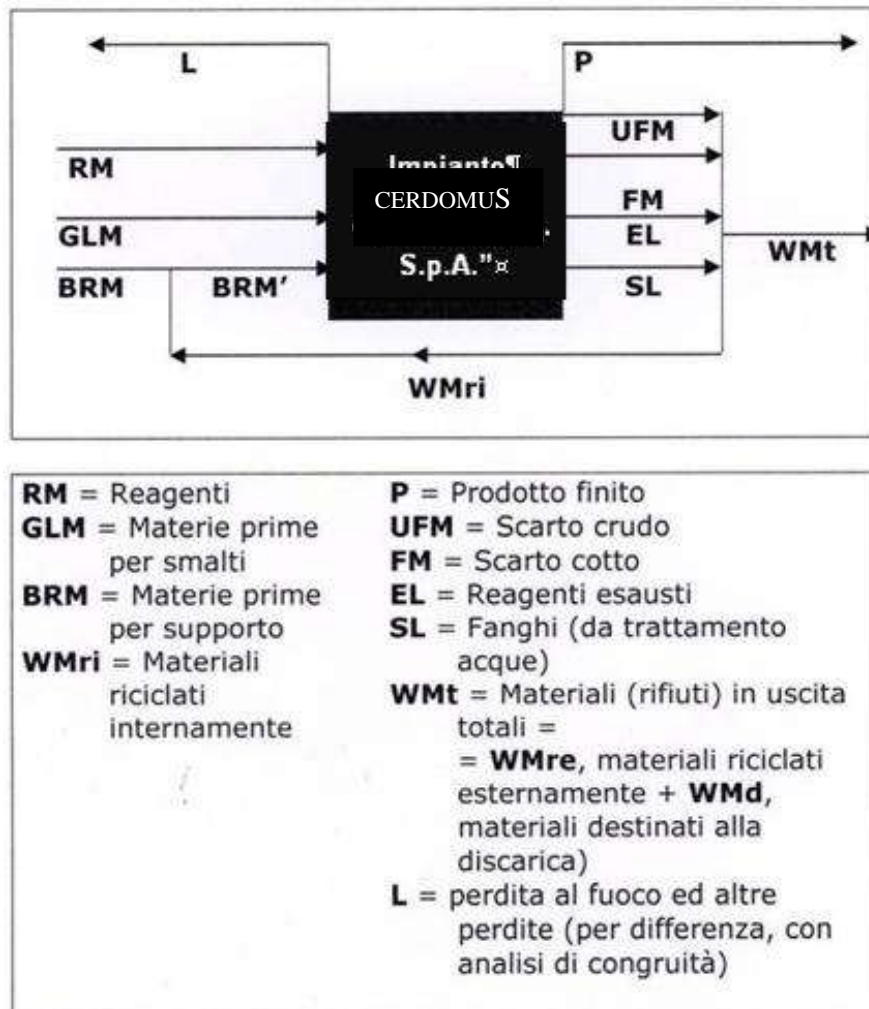 L
P
UFM
RM
Impianto¶
CERDOMUS
FM
GLM
EL
WMt
S.p.A."¤
BRM
BRM'
SL
WMri
RM = Reagenti
GLM = Materie prime
per smalti
BRM = Materie prime
per supporto
WMri = Materiali
riciclati
internamente
P = Prodotto finito
UFM = Scarto crudo
FM = Scarto cotto
EL = Reagenti esausti
SL = Fanghi (da trattamento
acque)
WMt = Materiali (rifiuti) in uscita
totali =
= WMre, materiali riciclati
esternamente + WMd,
materiali destinati alla
discarica)
L = perdita al fuoco ed altre
perdite (per differenza, con
analisi di congruità)